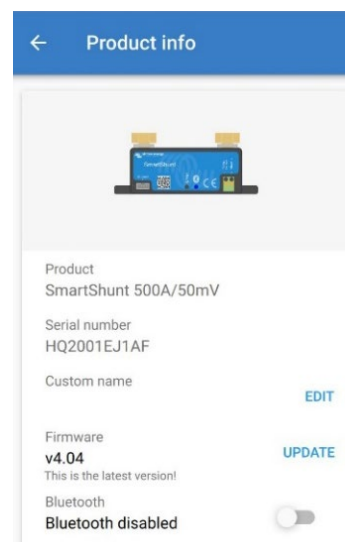 Product info
SmartShunt
Product
SmartShunt 500A/50mV
Serial number
HQ2001EJ1AF
Custom name
EDIT
Firmware
v4.04
UPDATE
This is the latest version!
Bluetooth
Bluetooth disabled